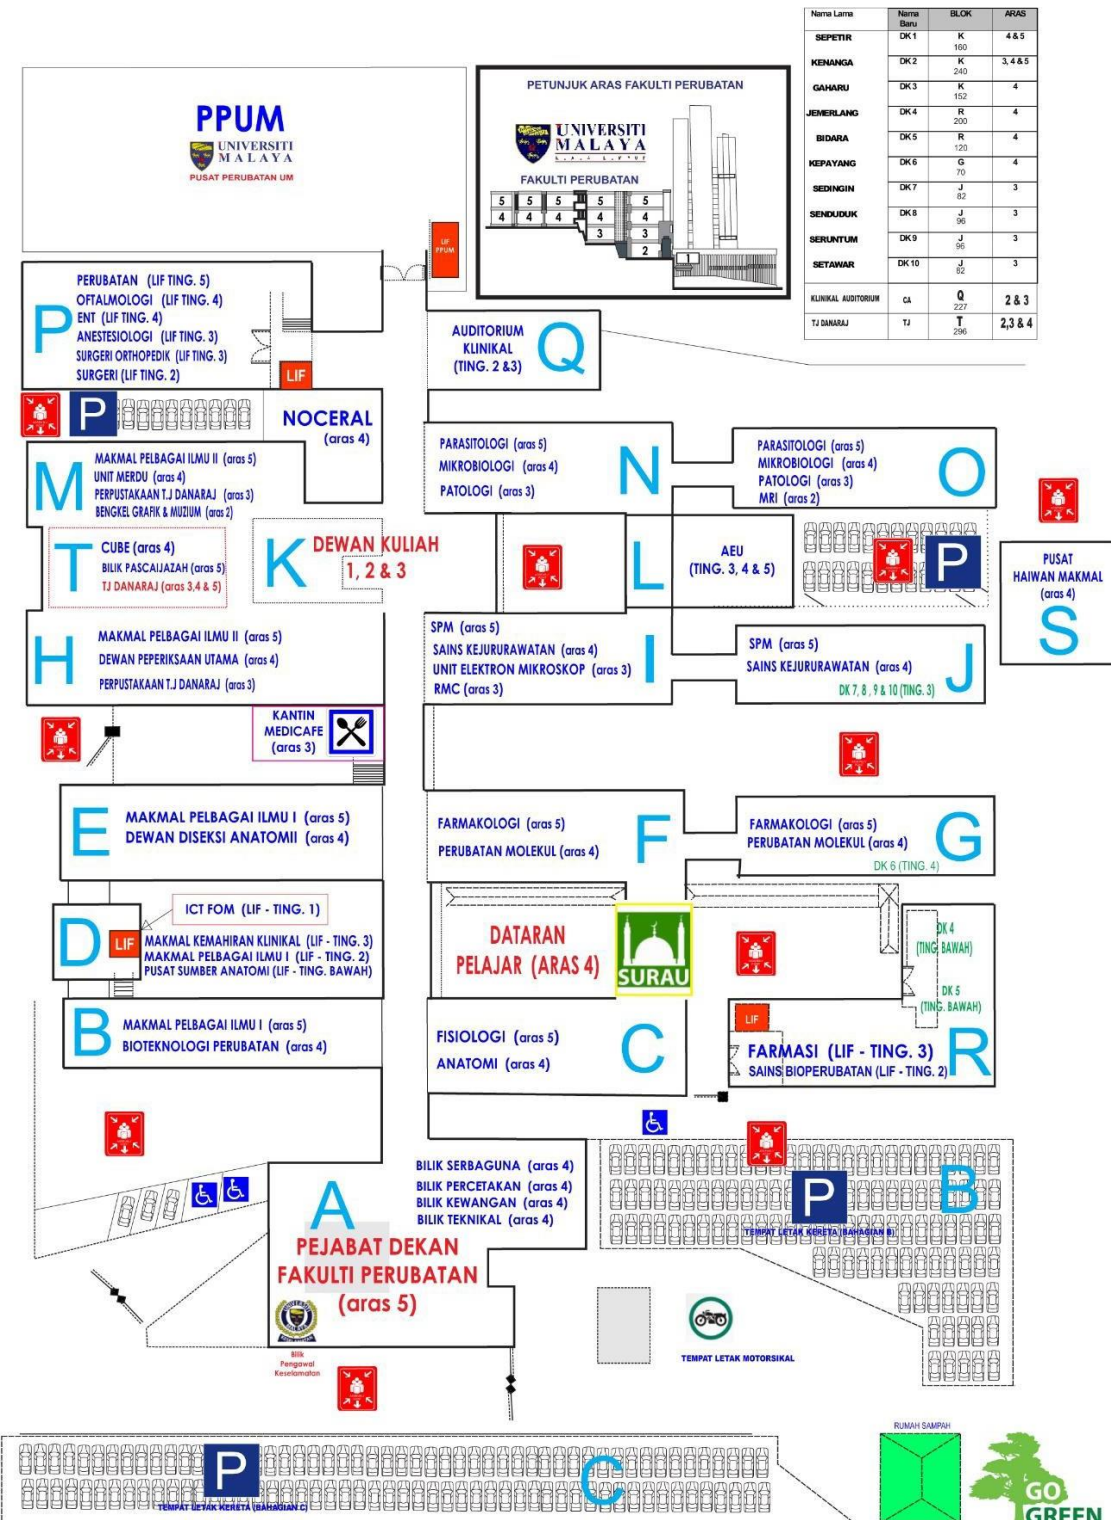 Nama Lama Nama Baru BLOK ARAS
SEPETIR DK 1 K 160 4 & 5
KENANGA DK 2 K 240 3, 4 & 5
GAHARU DK 3 K 152 4
JEMERLANG DK 4 R 200 4
BIDARA DK 5 R 120 4
KEPAYANG DK 6 G 70 4
SEDINGIN DK 7 J 82 3
SENDUDUK DK 8 J 96 3
SERUNTUM DK 9 J 96 3
SETAWAR DK 10 J 82 3
KLINIKAL AUDITORIUM CA Q 227 2 & 3
TJ DANARAJ TJ T 296 2,3 & 4
PPUM
UNIVERSITI
MALAYA
PUSAT PERUBATAN UM
PETUNJUK ARAS FAKULTI PERUBATAN
UNIVERSITI
MALAYA
FAKULTI PERUBATAN
5 5 5 5 5
4 4 4 4 4
3 3
2
1
LIF
PPUM
P
PERUBATAN (LIF TING. 5)
OFTALMOLOGI (LIF TING. 4)
ENT (LIF TING. 4)
ANESTESIOLOGI (LIF TING. 3)
SURGERI ORTHOPEDIK (LIF TING. 3)
SURGERI (LIF TING. 2)
LIF
AUDITORIUM
KLINIKAL
(TING. 2 &3)
Q
P
NOCERAL
(aras 4)
M
MAKMAL PELBAGAI ILMU II (aras 5)
UNIT MERDU (aras 4)
PERPUSTAKAAN T.J DANARAJ (aras 3)
BENGKEL GRAFIK & MUZIUM (aras 2)
PARASITOLOGI (aras 5)
MIKROBIOLOGI (aras 4)
PATOLOGI (aras 3)
N
PARASITOLOGI (aras 5)
MIKROBIOLOGI (aras 4)
PATOLOGI (aras 3)
MRI (aras 2)
O
T
CUBE (aras 4)
BILIK PASCAIJAZAH (aras 5)
TJ DANARAJ (aras 3,4 & 5)
K
DEWAN KULIAH
1, 2 & 3
L
AEU
(TING. 3, 4 & 5)
P
PUSAT
HAIWAN MAKMAL
(aras 4)
S
H
MAKMAL PELBAGAI ILMU II (aras 5)
DEWAN PEPERIKSAAN UTAMA (aras 4)
PERPUSTAKAAN T.J DANARAJ (aras 3)
SPM (aras 5)
SAINS KEJURURAWATAN (aras 4)
UNIT ELEKTRON MIKROSKOP (aras 3)
RMC (aras 3)
I
SPM (aras 5)
SAINS KEJURURAWATAN (aras 4)
DK 7, 8 , 9 & 10 (TING. 3)
J
KANTIN
MEDICAFE
(aras 3)
E
MAKMAL PELBAGAI ILMU I (aras 5)
DEWAN DISEKSI ANATOMII (aras 4)
FARMAKOLOGI (aras 5)
PERUBATAN MOLEKUL (aras 4)
F
FARMAKOLOGI (aras 5)
PERUBATAN MOLEKUL (aras 4)
DK 6 (TING. 4)
G
ICT FOM (LIF - TING. 1)
D
LIF
MAKMAL KEMAHIRAN KLINIKAL (LIF - TING. 3)
MAKMAL PELBAGAI ILMU I (LIF - TING. 2)
PUSAT SUMBER ANATOMI (LIF - TING. BAWAH)
DATARAN
PELAJAR (ARAS 4)
SURAU
DK 4
(TING. BAWAH)
DK 5
(TING. BAWAH)
B
MAKMAL PELBAGAI ILMU I (aras 5)
BIOTEKNOLOGI PERUBATAN (aras 4)
FISIOLOGI (aras 5)
ANATOMI (aras 4)
C
LIF
FARMASI (LIF - TING. 3)
SAINS BIOPERUBATAN (LIF - TING. 2)
R
A
BILIK SERBAGUNA (aras 4)
BILIK PERCETAKAN (aras 4)
BILIK KEWANGAN (aras 4)
BILIK TEKNIKAL (aras 4)
PEJABAT DEKAN
FAKULTI PERUBATAN
(aras 5)
Bilik
Pengawal
Keselamatan
P
B
TEMPAT LETAK KERETA (BAHAGIAN B)
TEMPAT LETAK MOTORSIKAL
P
C
TEMPAT LETAK KERETA (BAHAGIAN C)
RUMAH SAMPAH
GO
GREEN